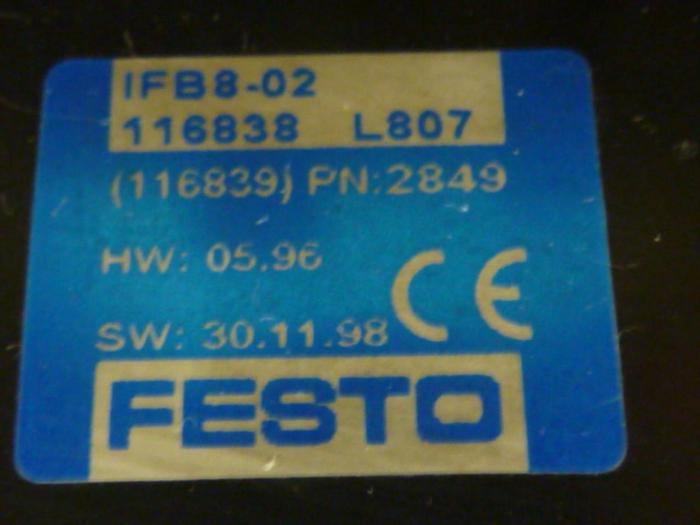 IFB8-02
116838 L807
(116839) PN:2849
HW: 05.96
SW: 30.11.98
CE
FESTO